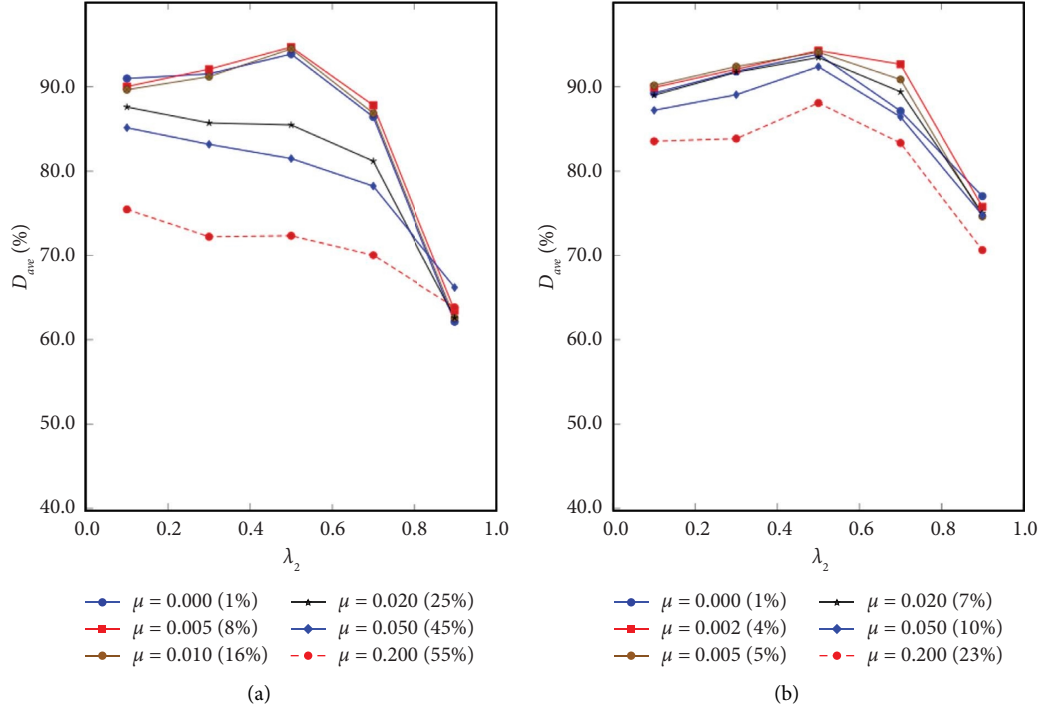 90.0
80.0
70.0
60.0
50.0
40.0
D_ave (%)
0.0 0.2 0.4 0.6 0.8 1.0
λ_2
μ = 0.000 (1%) μ = 0.020 (25%)
μ = 0.005 (8%) μ = 0.050 (45%)
μ = 0.010 (16%) μ = 0.200 (55%)
(a)
90.0
80.0
70.0
60.0
50.0
40.0
D_ave (%)
0.0 0.2 0.4 0.6 0.8 1.0
λ_2
μ = 0.000 (1%) μ = 0.020 (7%)
μ = 0.002 (4%) μ = 0.050 (10%)
μ = 0.005 (5%) μ = 0.200 (23%)
(b)